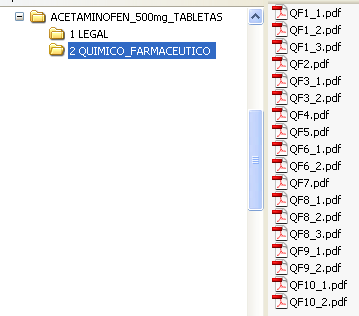 ACETAMINOFEN_500mg_TABLETAS
1 LEGAL
2 QUIMICO_FARMACEUTICO
QF1_1.pdf
QF1_2.pdf
QF1_3.pdf
QF2.pdf
QF3_1.pdf
QF3_2.pdf
QF4.pdf
QF5.pdf
QF6_1.pdf
QF6_2.pdf
QF7.pdf
QF8_1.pdf
QF8_2.pdf
QF8_3.pdf
QF9_1.pdf
QF9_2.pdf
QF10_1.pdf
QF10_2.pdf